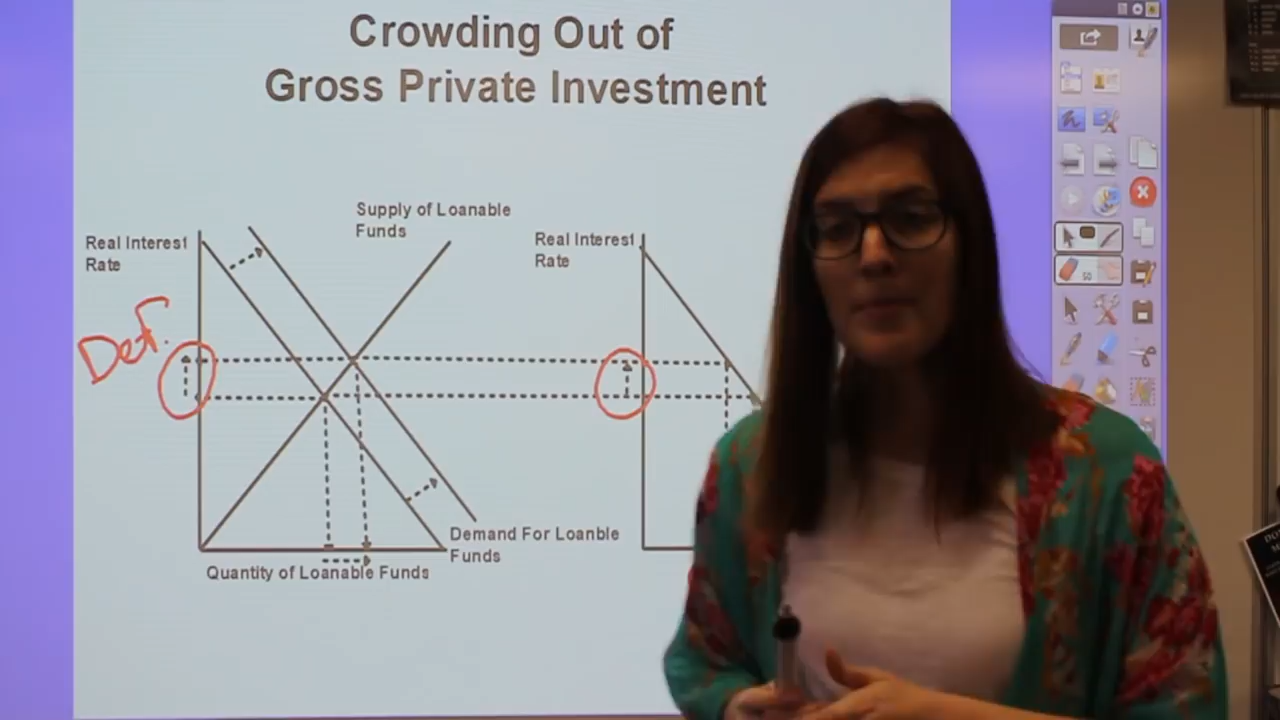 Crowding Out of
Gross Private Investment
Supply of Loanable
Funds
Real Interest
Rate
Real Interest
Rate
Def.
Demand For Loanble
Funds
Quantity of Loanable Funds
50